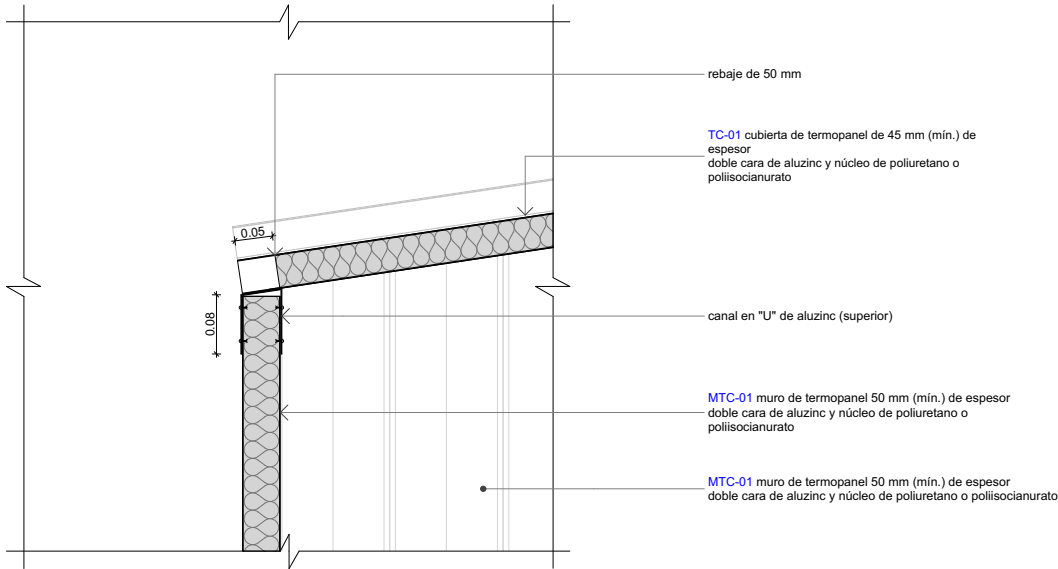 rebaje de 50 mm
TC-01 cubierta de termopanel de 45 mm (mín.) de
espesor
doble cara de aluzinc y núcleo de poliuretano o
poliisocianurato
0.05
0.08
canal en "U" de aluzinc (superior)
MTC-01 muro de termopanel 50 mm (mín.) de espesor
doble cara de aluzinc y núcleo de poliuretano o
poliisocianurato
MTC-01 muro de termopanel 50 mm (mín.) de espesor
doble cara de aluzinc y núcleo de poliuretano o poliisocianurato